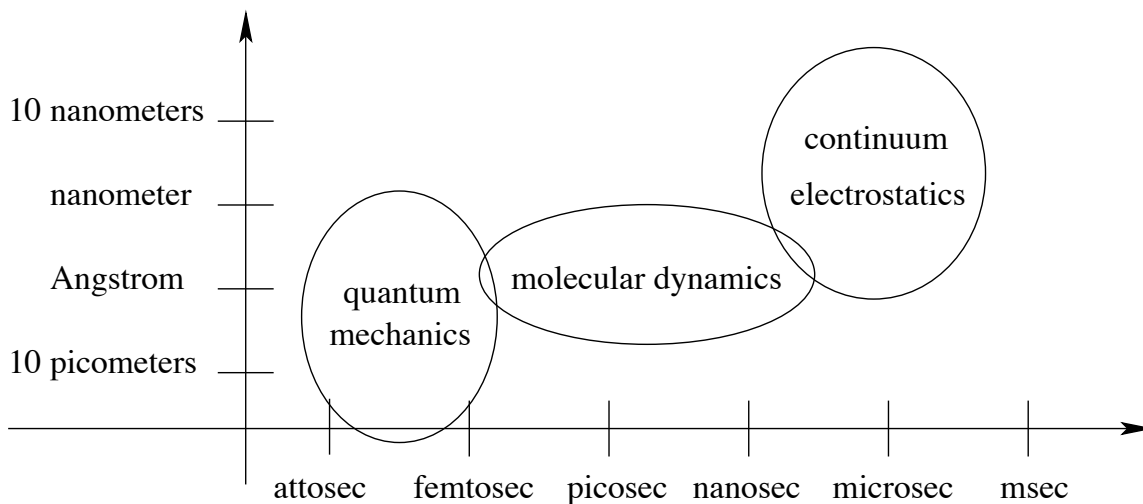 10 nanometers
continuum
nanometer
electrostatics
Angstrom
molecular dynamics
quantum
mechanics
10 picometers
attosec femtosec picosec nanosec microsec msec